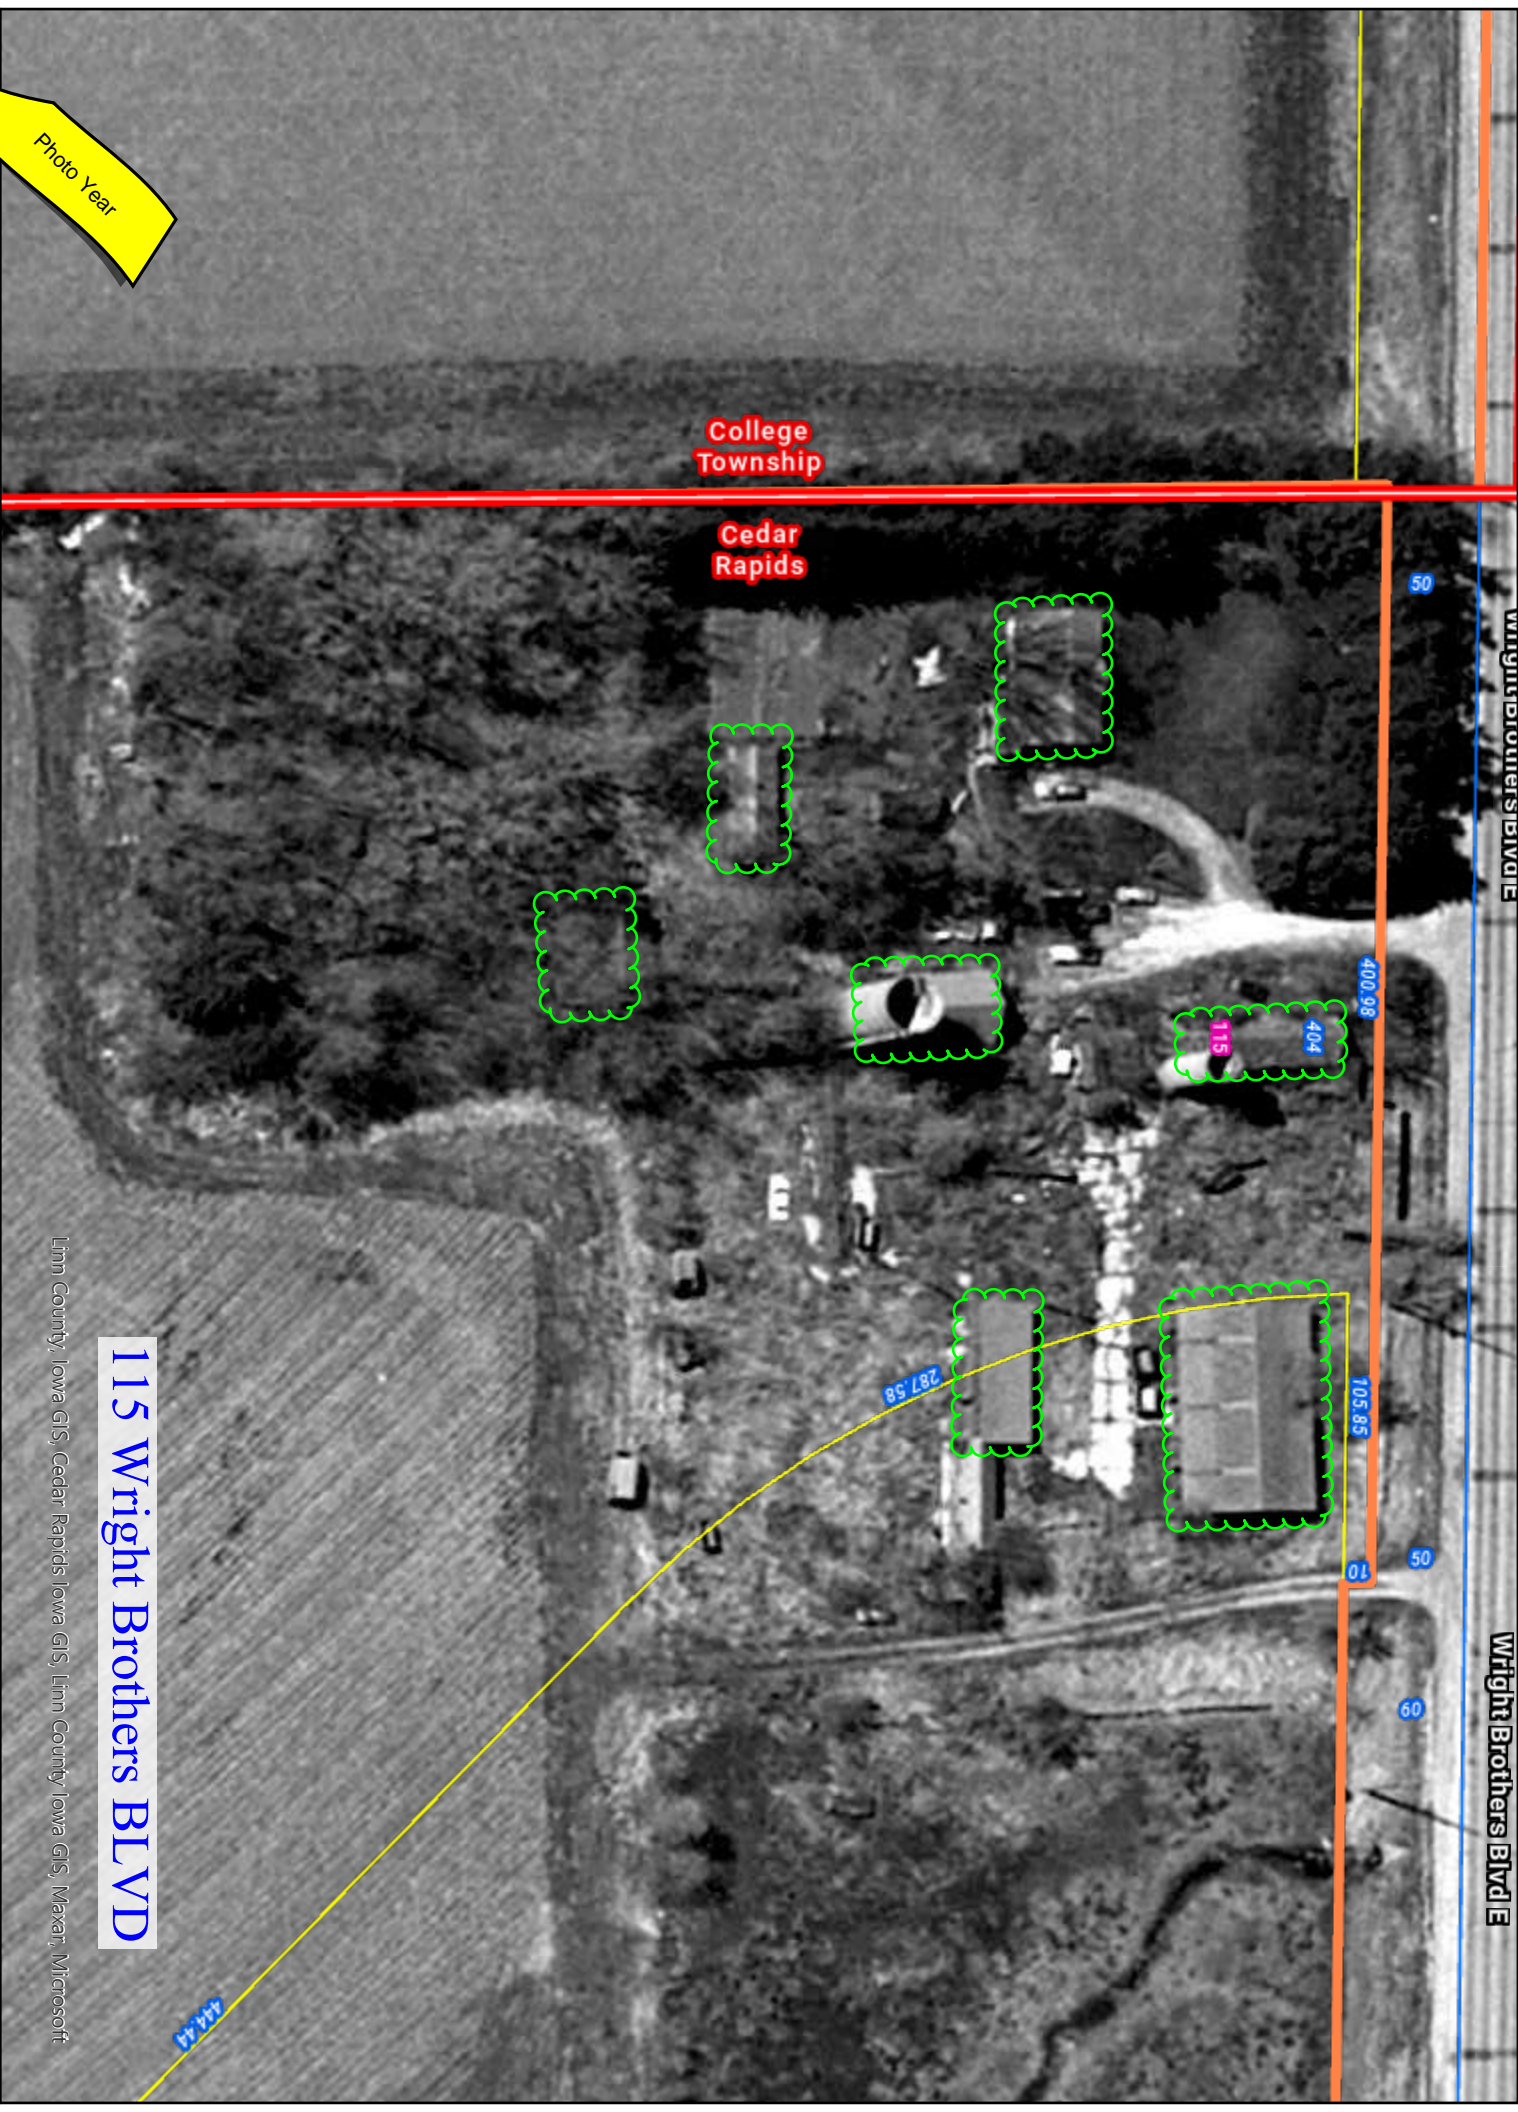 Photo Year
College
Township
Cedar
Rapids
50
Wright Brothers Blvd E
400.98
404
115
105.85
287.58
10
50
60
Wright Brothers Blvd E
444.44
115 Wright Brothers BLVD
Linn County, Iowa GIS, Cedar Rapids Iowa GIS, Linn County Iowa GIS, Maxar, Microsoft